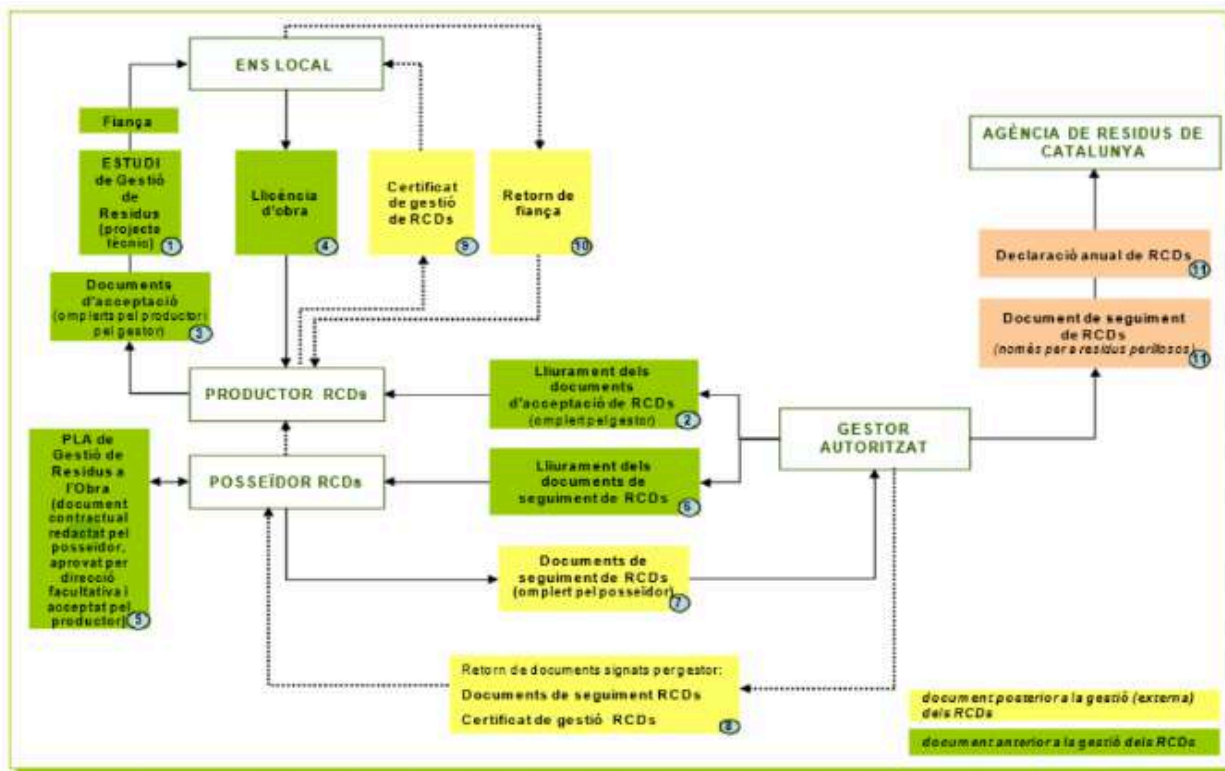 ENS LOCAL
Fiança
ESTUDI
de Gestió
de
Residus
(projecte
tècnic)
1
Llicència
d'obra
4
Certificat
de gestió
de RCDs
9
Retorn de
fiança
10
AGÈNCIA DE RESIDUS DE
CATALUNYA
Declaració anual de RCDs
11
Documents
d'acceptació
(omplerts pel productor i
pel gestor)
3
Document de seguiment
de RCDs
(només per a residus perillosos)
11
PRODUCTOR RCDs
Lliurament dels
documents
d'acceptació de RCDs
(omplert pel gestor)
2
GESTOR
AUTORITZAT
PLA de
Gestió de
Residus a
l'Obra
(document
contractual
redactat pel
posseïdor,
aprovat per
direcció
facultativa i
acceptat pel
productor)
5
POSSEÏDOR RCDs
Lliurament dels
documents de
seguiment de RCDs
6
Documents de
seguiment de RCDs
(omplert pel posseïdor)
7
Retorn de documents signats per gestor:
Documents de seguiment RCDs
Certificat de gestió RCDs
8
document posterior a la gestió (externa)
dels RCDs
document anterior a la gestió dels RCDs